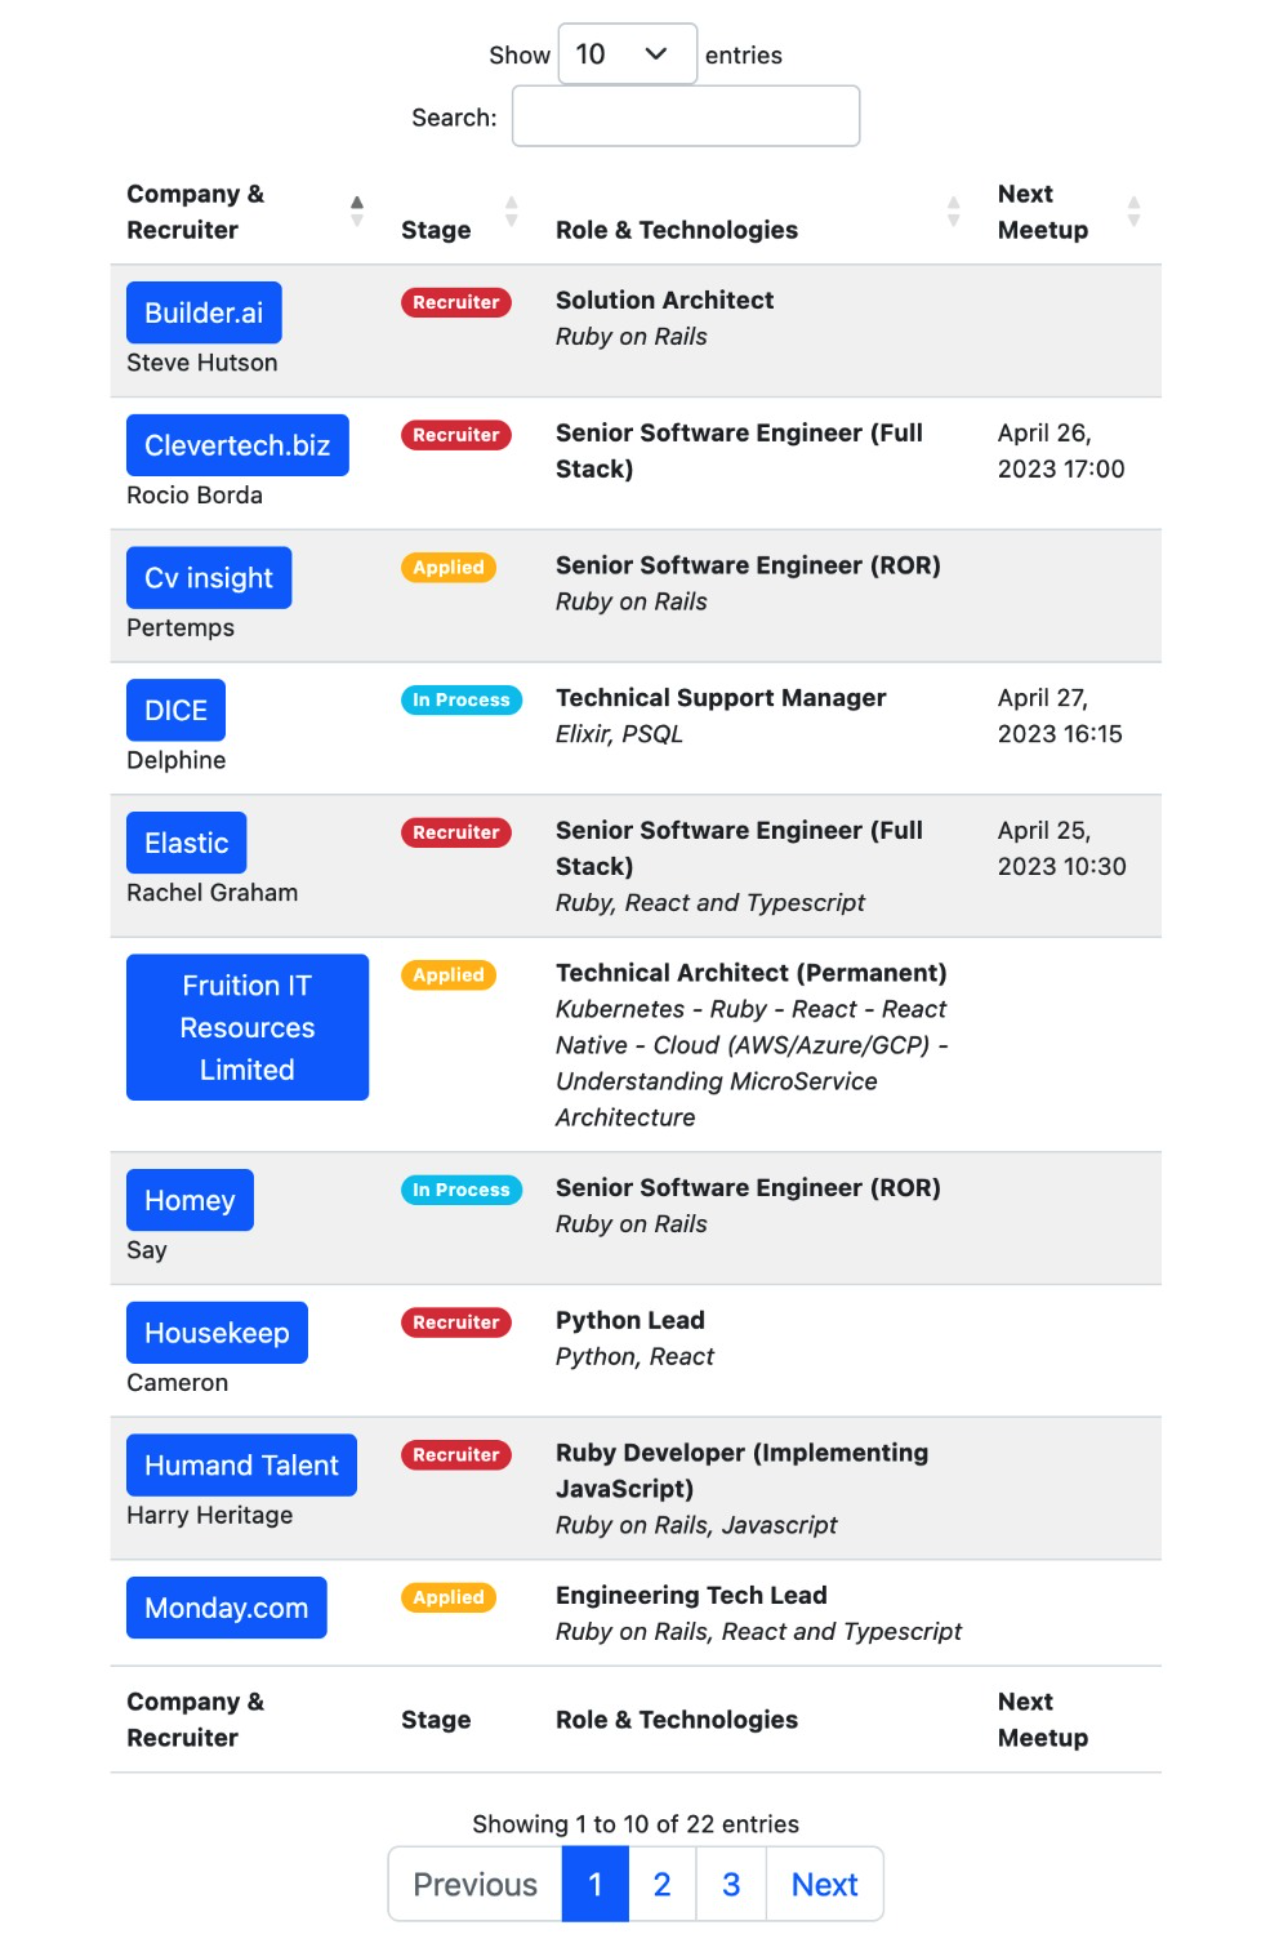 Show 10 entries
Search:
Company &
Recruiter
Stage
Role & Technologies
Next
Meetup
Builder.ai
Steve Hutson
Recruiter
Solution Architect
Ruby on Rails
Clevertech.biz
Rocio Borda
Recruiter
Senior Software Engineer (Full
Stack)
April 26,
2023 17:00
Cv insight
Pertemps
Applied
Senior Software Engineer (ROR)
Ruby on Rails
DICE
Delphine
In Process
Technical Support Manager
Elixir, PSQL
April 27,
2023 16:15
Elastic
Rachel Graham
Recruiter
Senior Software Engineer (Full
Stack)
Ruby, React and Typescript
April 25,
2023 10:30
Fruition IT
Resources
Limited
Applied
Technical Architect (Permanent)
Kubernetes - Ruby - React - React
Native - Cloud (AWS/Azure/GCP) -
Understanding MicroService
Architecture
Homey
Say
In Process
Senior Software Engineer (ROR)
Ruby on Rails
Housekeep
Cameron
Recruiter
Python Lead
Python, React
Humand Talent
Harry Heritage
Recruiter
Ruby Developer (Implementing
JavaScript)
Ruby on Rails, Javascript
Monday.com
Applied
Engineering Tech Lead
Ruby on Rails, React and Typescript
Company &
Recruiter
Stage
Role & Technologies
Next
Meetup
Showing 1 to 10 of 22 entries
Previous 1 2 3 Next